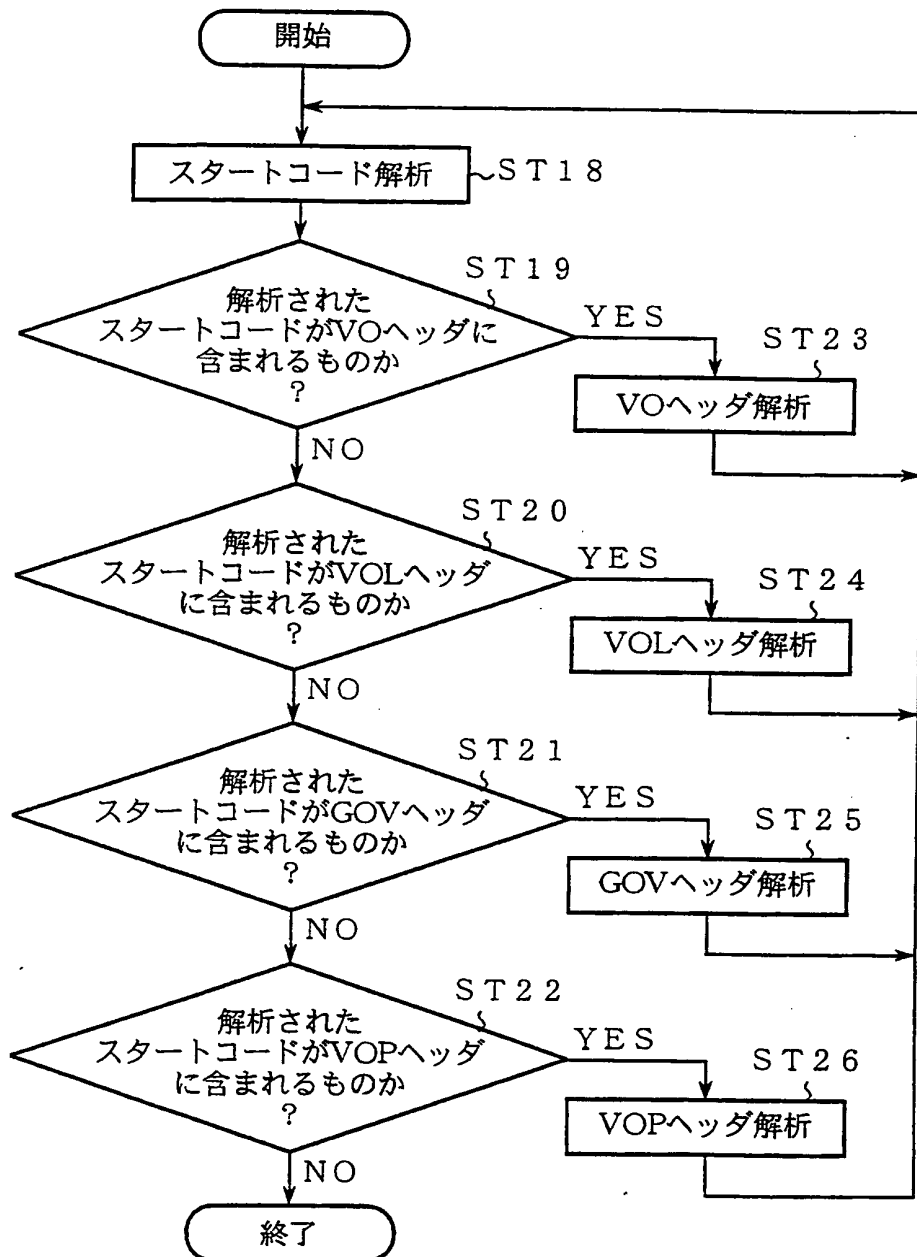 開始
スタートコード解析
ST18
ST19
解析された
スタートコードがVOヘッダに
含まれるものか
?
YES
ST23
VOヘッダ解析
NO
ST20
解析された
スタートコードがVOLヘッダ
に含まれるものか
?
YES
ST24
VOLヘッダ解析
NO
ST21
解析された
スタートコードがGOVヘッダ
に含まれるものか
?
YES
ST25
GOVヘッダ解析
NO
ST22
解析された
スタートコードがVOPヘッダ
に含まれるものか
?
YES
ST26
VOPヘッダ解析
NO
終了